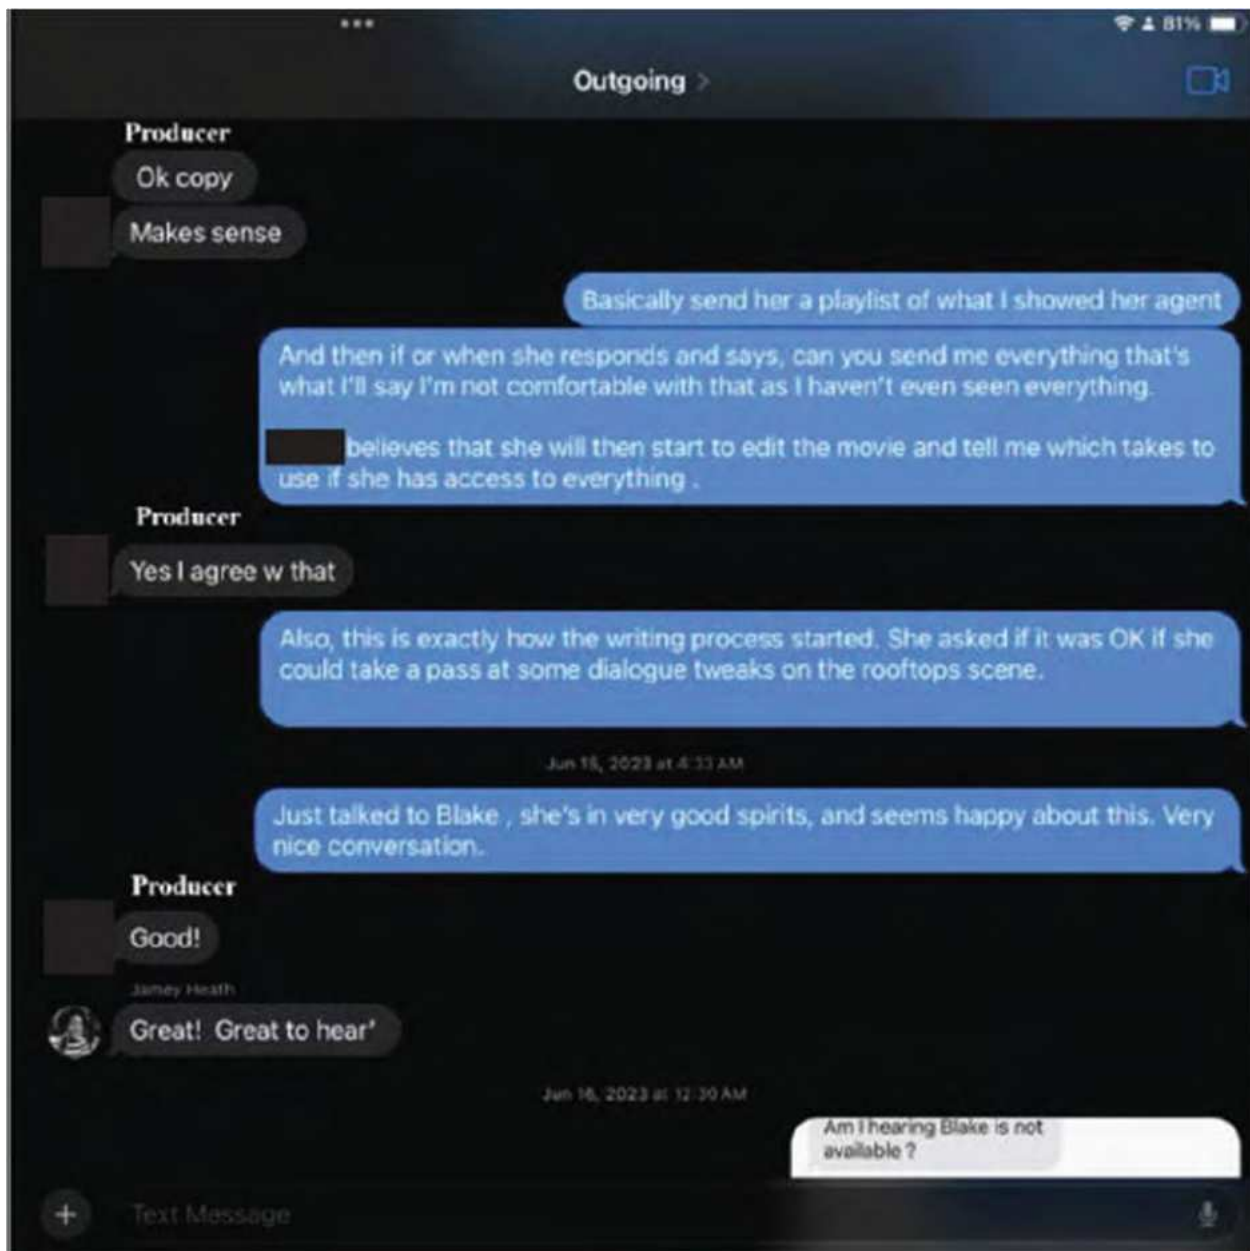 81%
Outgoing >
Producer
Ok copy
Makes sense
Basically send her a playlist of what I showed her agent
And then if or when she responds and says, can you send me everything that's
what I'll say I'm not comfortable with that as I haven't even seen everything.
believes that she will then start to edit the movie and tell me which takes to
use if she has access to everything .
Producer
Yes I agree w that
Also, this is exactly how the writing process started. She asked if it was OK if she
could take a pass at some dialogue tweaks on the rooftops scene.
Jun 15, 2023 at 4:33 AM
Just talked to Blake , she's in very good spirits, and seems happy about this. Very
nice conversation.
Producer
Good!
Jamey Heath
Great! Great to hear'
Jun 16, 2023 at 12:30 AM
Am I hearing Blake is not
available ?
Text Message